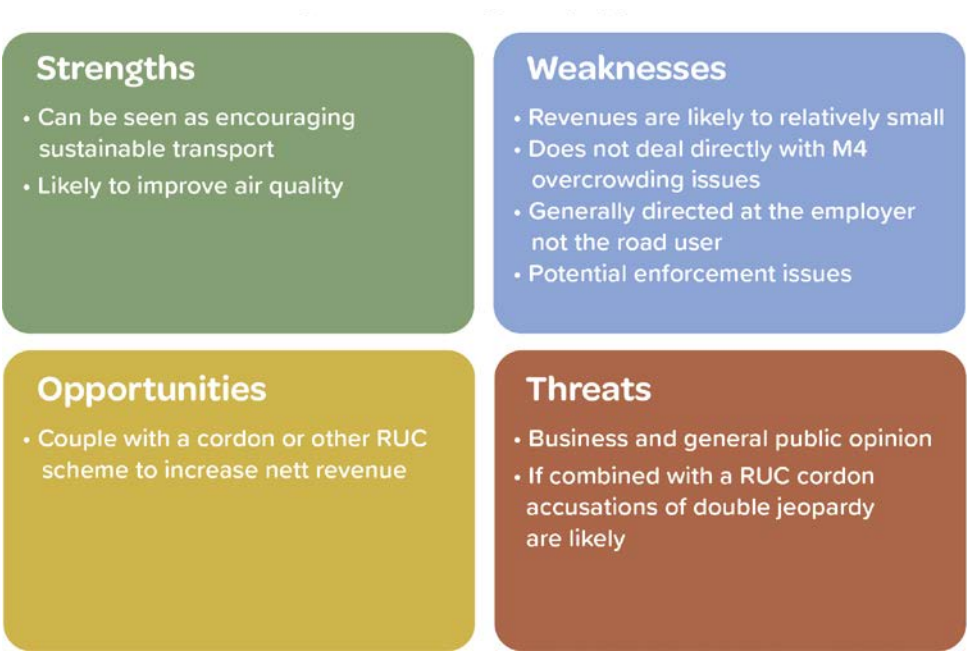 Strengths
• Can be seen as encouraging
sustainable transport
• Likely to improve air quality
Weaknesses
• Revenues are likely to relatively small
• Does not deal directly with M4
overcrowding issues
• Generally directed at the employer
not the road user
• Potential enforcement issues
Opportunities
• Couple with a cordon or other RUC
scheme to increase nett revenue
Threats
• Business and general public opinion
• If combined with a RUC cordon
accusations of double jeopardy
are likely